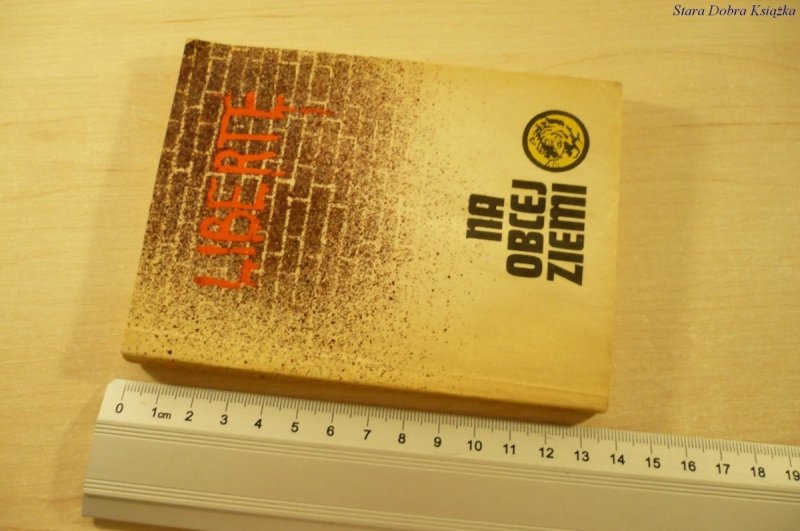 Stara Dobra Książka
LIBERTĘ
NA
OBCEJ
ZIEMI
0 1cm 2 3 4 5 6 7 8 9 10 11 12 13 14 15 16 17 18 19